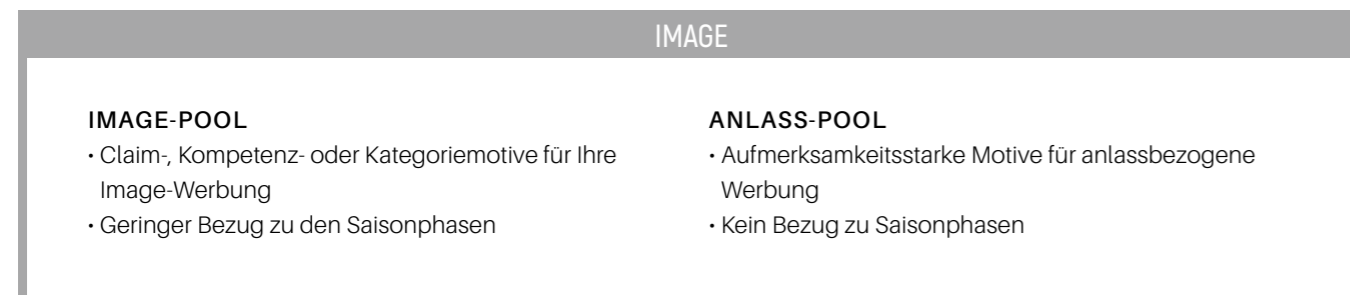 IMAGE
IMAGE-POOL
· Claim-, Kompetenz- oder Kategoriemotive für Ihre
Image-Werbung
· Geringer Bezug zu den Saisonphasen
ANLASS-POOL
· Aufmerksamkeitsstarke Motive für anlassbezogene
Werbung
· Kein Bezug zu Saisonphasen